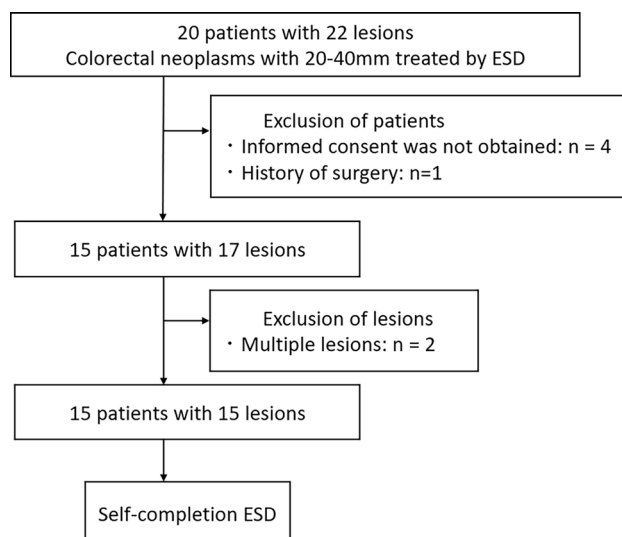 20 patients with 22 lesions
Colorectal neoplasms with 20-40mm treated by ESD
Exclusion of patients
・Informed consent was not obtained: n = 4
・History of surgery: n=1
15 patients with 17 lesions
Exclusion of lesions
・Multiple lesions: n = 2
15 patients with 15 lesions
Self-completion ESD